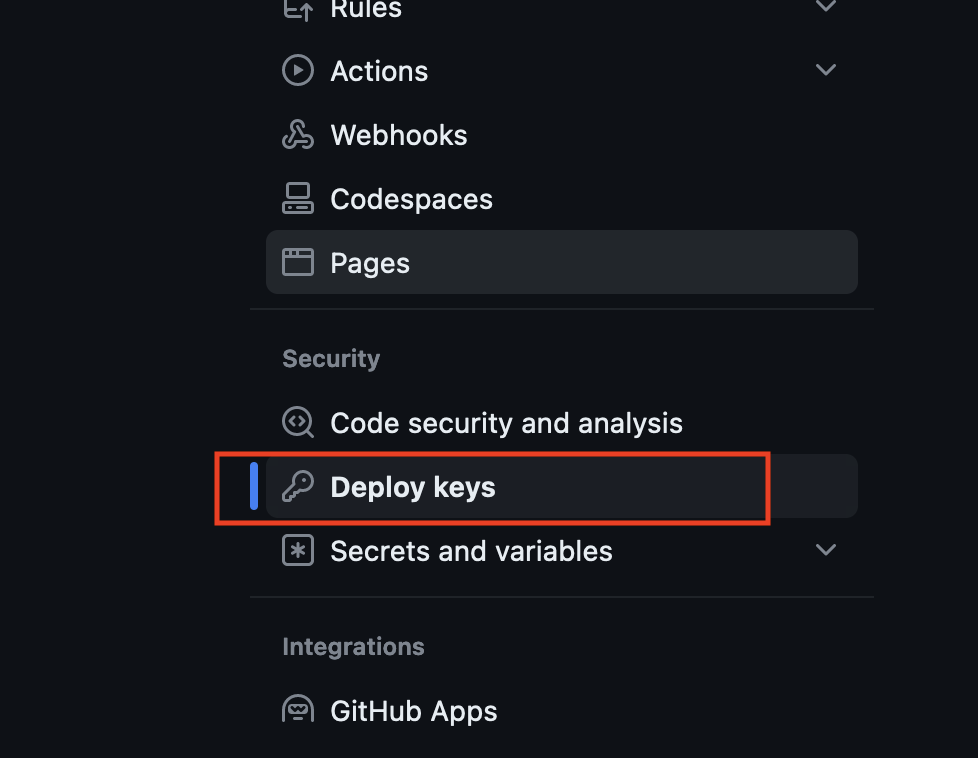 Rules
Actions
Webhooks
Codespaces
Pages
Security
Code security and analysis
Deploy keys
Secrets and variables
Integrations
GitHub Apps